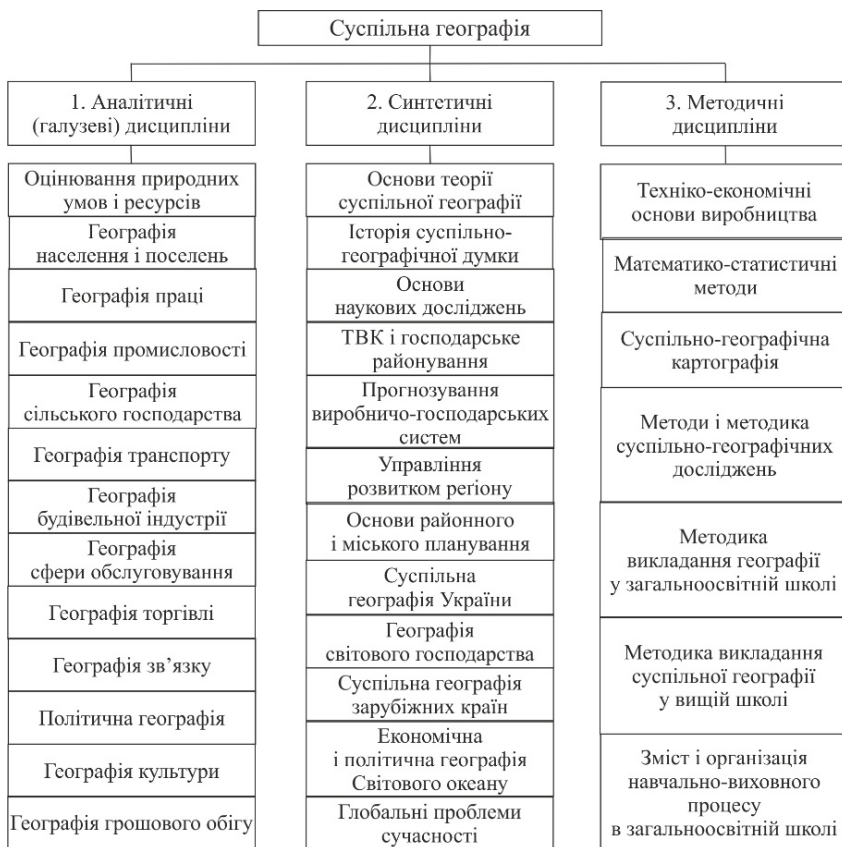 Суспільна географія
1. Аналітичні
(галузеві) дисципліни
Оцінювання природних
умов і ресурсів
Географія
населення і поселень
Географія праці
Географія промисловості
Географія
сільського господарства
Географія транспорту
Географія
будівельної індустрії
Географія
сфери обслуговування
Географія торгівлі
Географія зв’язку
Політична географія
Географія культури
Географія грошового обігу
2. Синтетичні
дисципліни
Основи теорії
суспільної географії
Історія суспільно-
географічної думки
Основи
наукових досліджень
ТВК і господарське
районування
Прогнозування
виробничо-господарських
систем
Управління
розвитком регіону
Основи районного
і міського планування
Суспільна
географія України
Географія
світового господарства
Суспільна географія
зарубіжних країн
Економічна
і політична географія
Світового океану
Глобальні проблеми
сучасності
3. Методичні
дисципліни
Техніко-економічні
основи виробництва
Математико-статистичні
методи
Суспільно-географічна
картографія
Методи і методика
суспільно-географічних
досліджень
Методика
викладання географії
у загальноосвітній школі
Методика викладання
суспільної географії
у вищій школі
Зміст і організація
навчально-виховного
процесу
в загальноосвітній школі